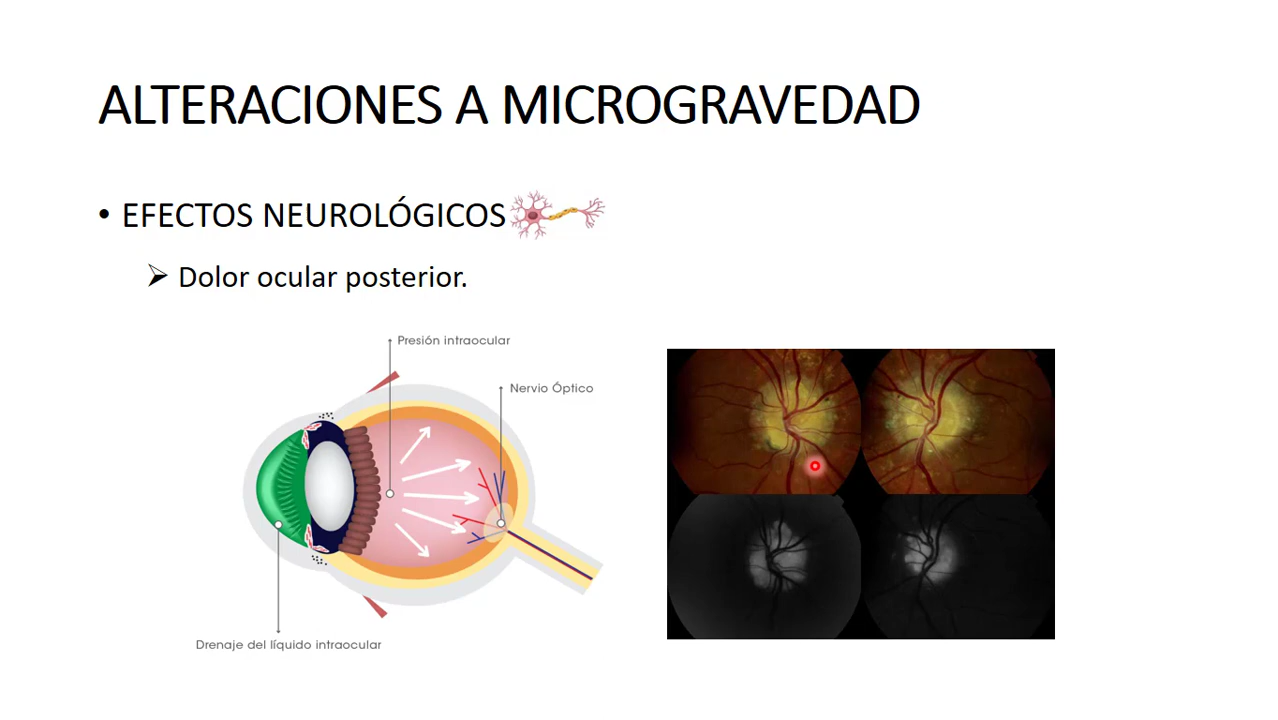 ALTERACIONES A MICROGRAVEDAD
• EFECTOS NEUROLÓGICOS
➢ Dolor ocular posterior.
Presión intraocular
Nervio Óptico
Drenaje del líquido intraocular